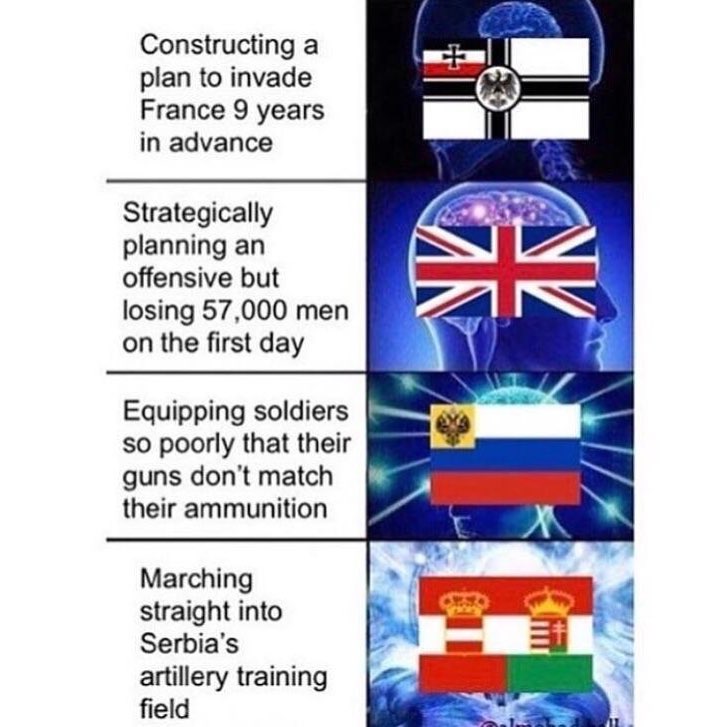 Constructing a
plan to invade
France 9 years
in advance
Strategically
planning an
offensive but
losing 57,000 men
on the first day
Equipping soldiers
so poorly that their
guns don't match
their ammunition
Marching
straight into
Serbia's
artillery training
field